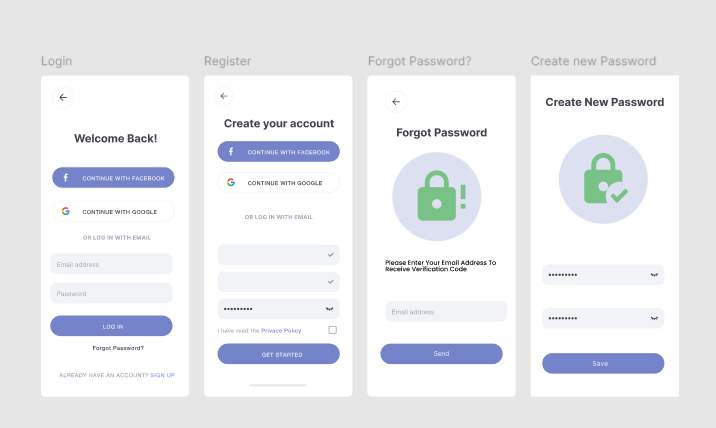 Login
Welcome Back!
CONTINUE WITH FACEBOOK
CONTINUE WITH GOOGLE
OR LOG IN WITH EMAIL
Email address
Password
LOG IN
Forgot Password?
ALREADY HAVE AN ACCOUNT? SIGN UP
Register
Create your account
CONTINUE WITH FACEBOOK
CONTINUE WITH GOOGLE
OR LOG IN WITH EMAIL
•••••••••
i have read the Privacy Policy
GET STARTED
Forgot Password?
Forgot Password
Please Enter Your Email Address To
Receive Verification Code
Email address
Send
Create new Password
Create New Password
•••••••••
•••••••••
Save